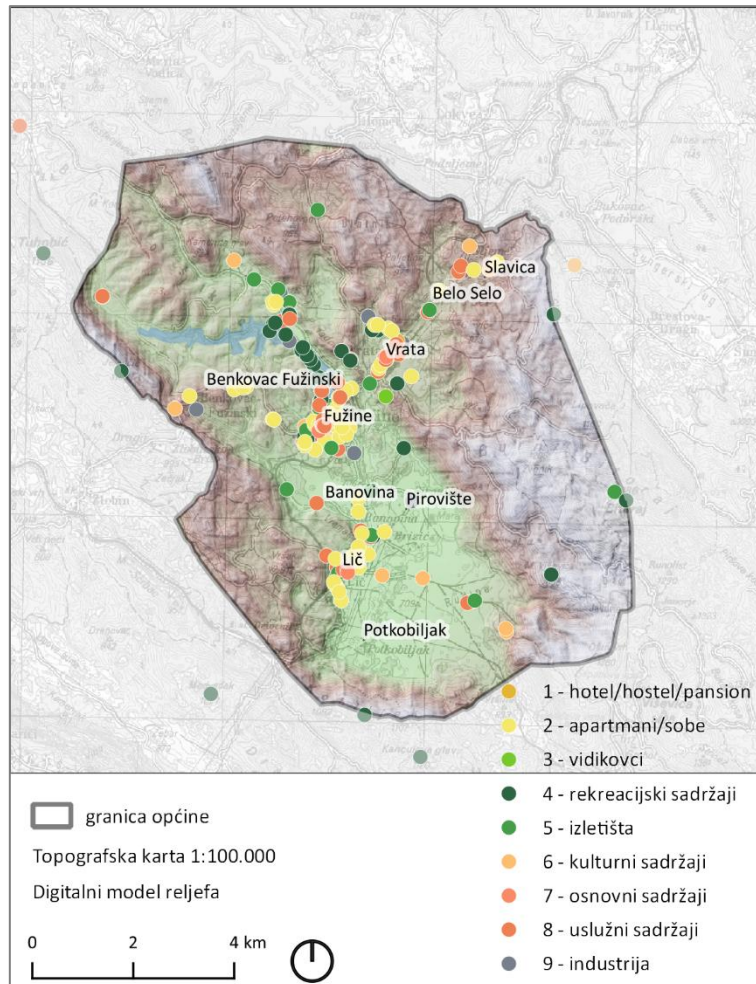 Slavica
Belo Selo
Vrata
Benkovac Fužinski
Fužine
Banovina
Pirovište
Lič
Potkobiljak
1 - hotel/hostel/pansion
2 - apartmani/sobe
3 - vidikovci
4 - rekreacijski sadržaji
5 - izletišta
6 - kulturni sadržaji
7 - osnovni sadržaji
8 - uslužni sadržaji
9 - industrija
granica općine
Topografska karta 1:100.000
Digitalni model reljefa
0 2 4 km